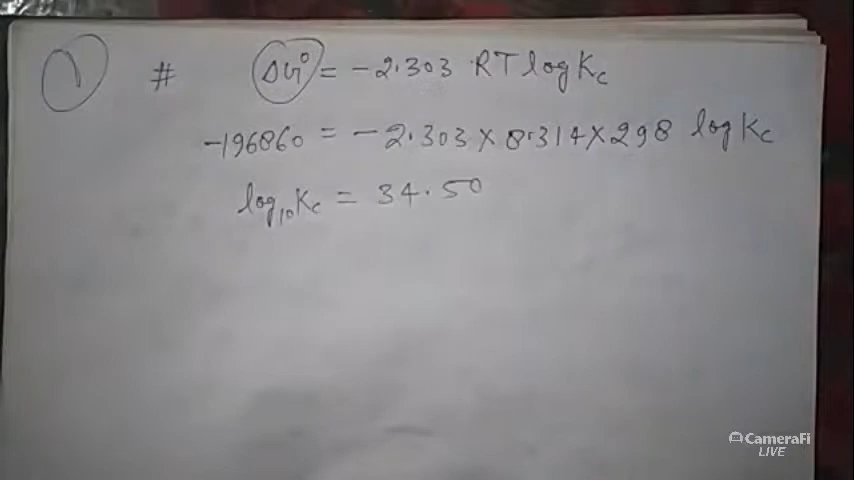 1 # ΔG° = -2.303 RT log Kc
-196860 = -2.303 × 8.314 × 298 log Kc
log₁₀ Kc = 34.50
CameraFi
LIVE